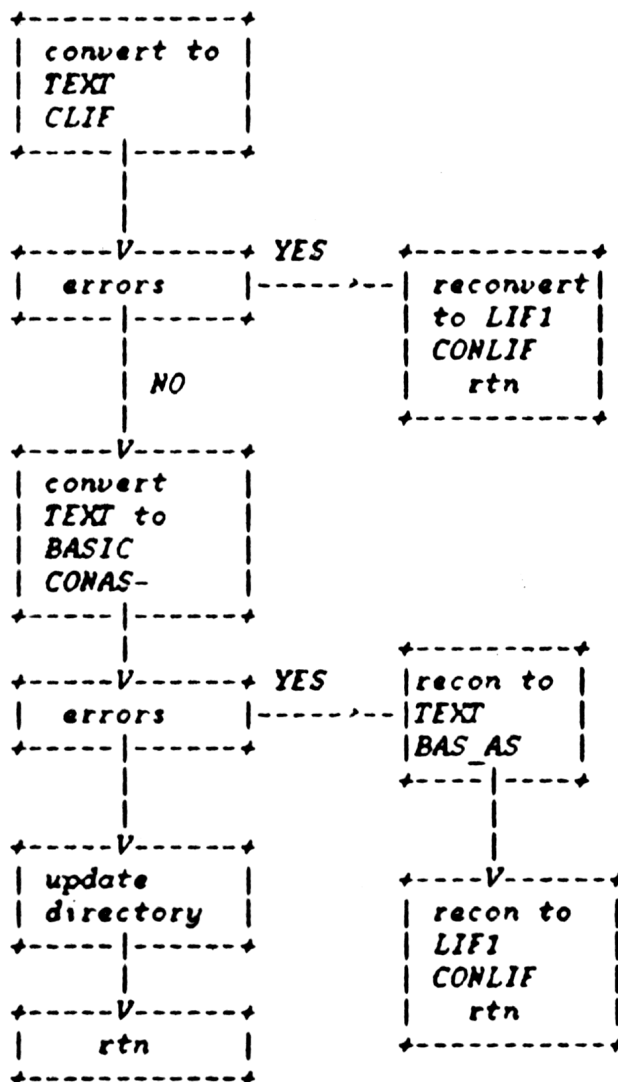 convert to
TEXT
CLIF
errors
YES
reconvert
to LIF1
CONLIF
rtn
NO
convert
TEXT to
BASIC
CONAS-
errors
YES
recon to
TEXT
BAS_AS
update
directory
recon to
LIF1
CONLIF
rtn
rtn